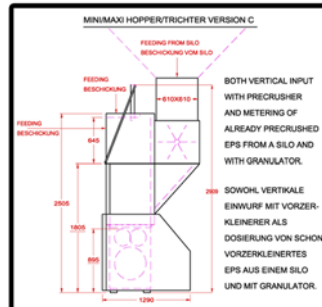 MINI/MAXI HOPPER/TRICHTER VERSION C
FEEDING FROM SILO
BESCHICKUNG VOM SILO
FEEDING
BESCHICKUNG
610X610
FEEDING
BESCHICKUNG
645
2505
1805
895
2909
1290
BOTH VERTICAL INPUT
WITH PRECRUSHER
AND METERING OF
ALREADY PRECRUSHED
EPS FROM A SILO AND
WITH GRANULATOR.
SOWOHL VERTIKALE
EINWURF MIT VORZER-
KLEINERER ALS
DOSIERUNG VON SCHON
VORZERKLEINERTES
EPS AUS EINEM SILO
UND MIT GRANULATOR.